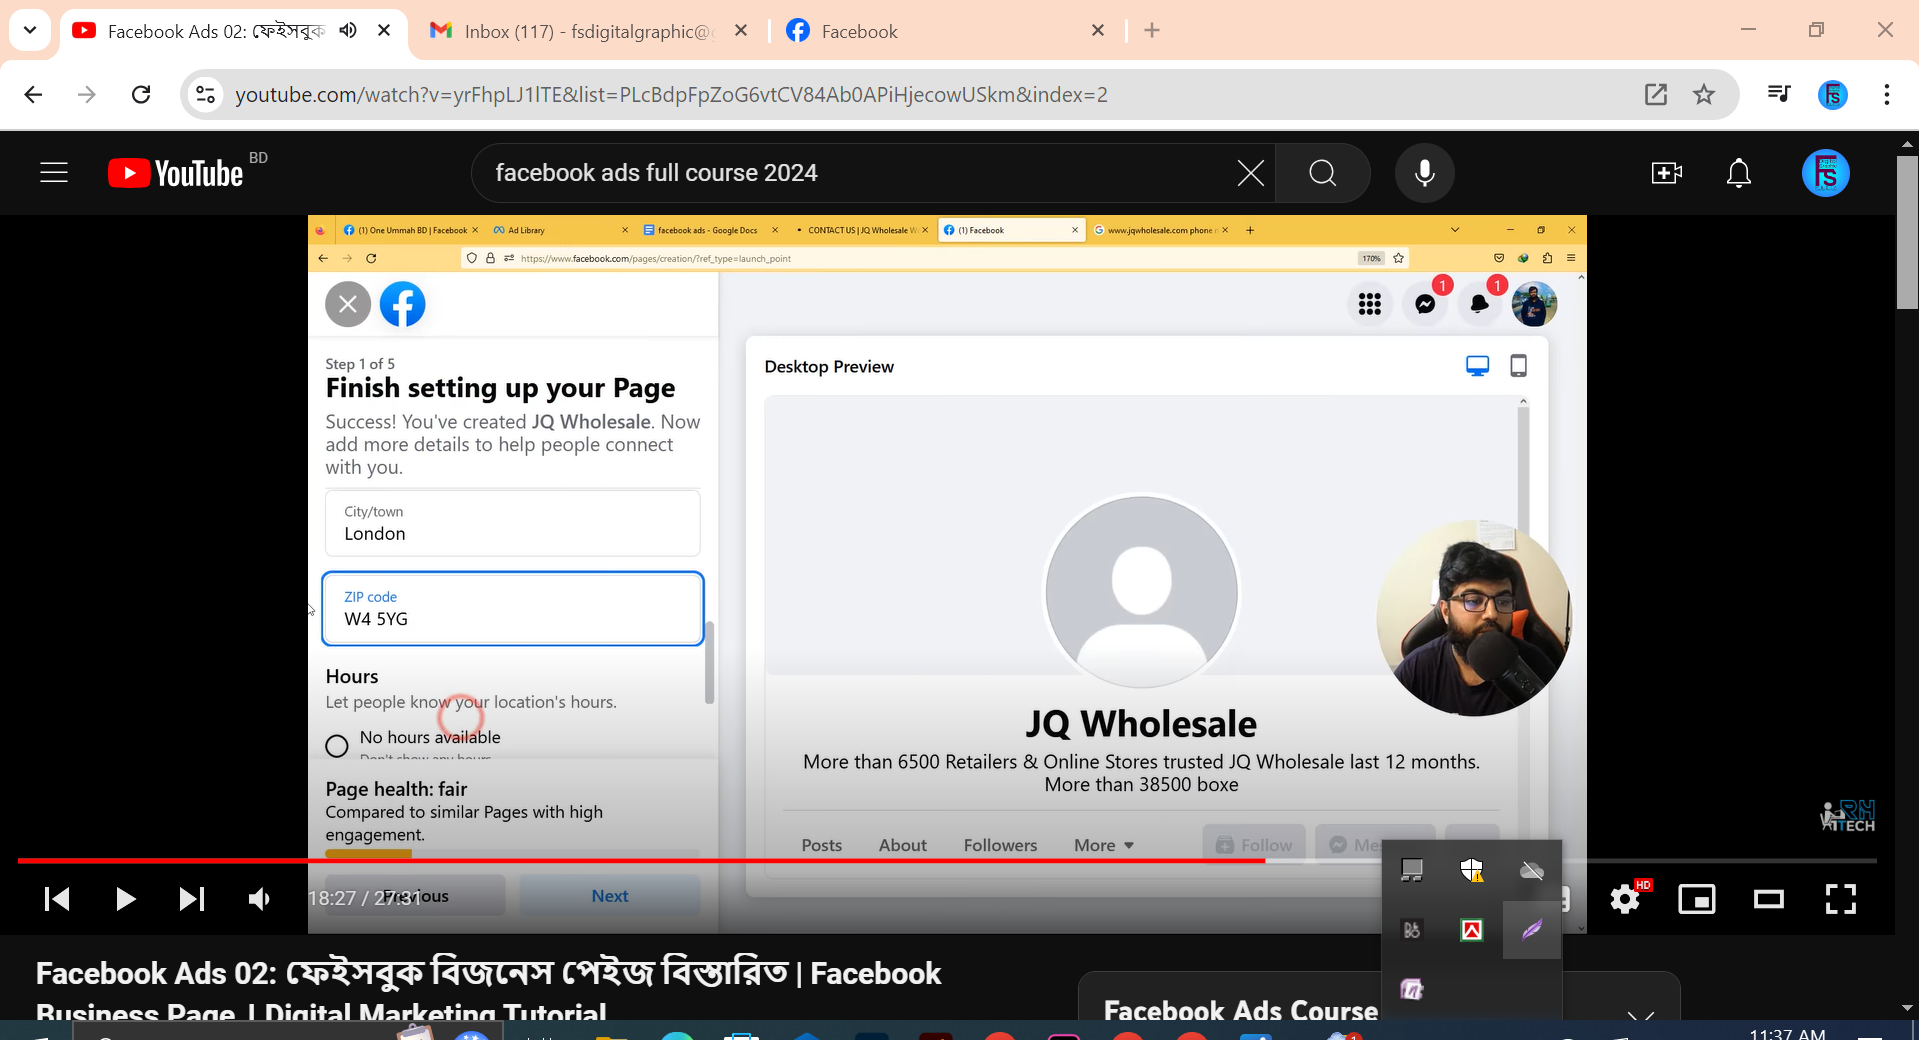 Facebook Ads 02: ফেইসবুক
Inbox (117) - fsdigitalgraphic@
Facebook
youtube.com/watch?v=yrFhpLJ1lTE&list=PLcBdpFpZoG6vtCV84Ab0APiHjecowUSkm&index=2
YouTube BD
facebook ads full course 2024
(1) One Ummah BD | Facebook
Ad Library
facebook ads - Google Docs
CONTACT US | JQ Wholesale
(1) Facebook
www.jqwholesale.com phone
https://www.facebook.com/pages/creation/?ref_type=launch_point
170%
1
1
Step 1 of 5
Finish setting up your Page
Success! You've created JQ Wholesale. Now
add more details to help people connect
with you.
City/town
London
ZIP code
W4 5YG
Hours
Let people know your location's hours.
No hours available
Don't show any hours
Page health: fair
Compared to similar Pages with high
engagement.
Previous
Next
Desktop Preview
JQ Wholesale
More than 6500 Retailers & Online Stores trusted JQ Wholesale last 12 months.
More than 38500 boxe
Posts
About
Followers
More
Follow
RH
TECH
18:27 / 27:31
HD
Facebook Ads 02: ফেইসবুক বিজনেস পেইজ বিস্তারিত | Facebook
Business Page | Digital Marketing Tutorial
Facebook Ads Course
11:37 AM